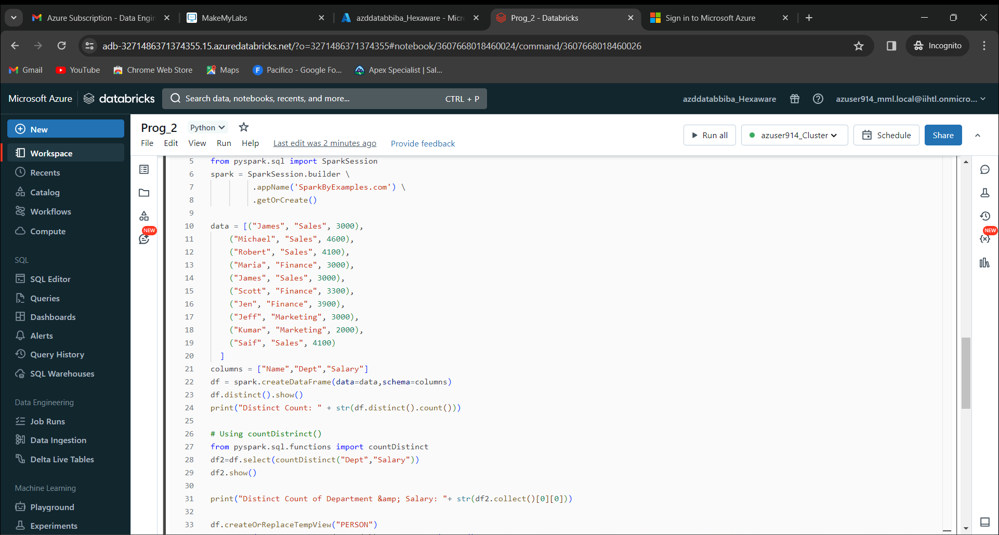 Azure Subscription - Data Engin
MakeMyLabs
azddatabbiba_Hexaware - Micro
Prog_2 - Databricks
Sign in to Microsoft Azure
adb-3271486371374355.15.azuredatabricks.net/?o=3271486371374355#notebook/3607668018460024/command/3607668018460026
Incognito
Gmail
YouTube
Chrome Web Store
Maps
Pacifico - Google Fo...
Apex Specialist | Sal...
Microsoft Azure
databricks
Search data, notebooks, recents, and more...
CTRL + P
azddatabbiba_Hexaware
azuser914_mml.local@iihtl.onmicro...
New
Workspace
Recents
Catalog
Workflows
Compute
SQL
SQL Editor
Queries
Dashboards
Alerts
Query History
SQL Warehouses
Data Engineering
Job Runs
Data Ingestion
Delta Live Tables
Machine Learning
Playground
Experiments
Prog_2
Python
File
Edit
View
Run
Help
Last edit was 2 minutes ago
Provide feedback
Run all
azuser914_Cluster
Schedule
Share
NEW
5 from pyspark.sql import SparkSession
6 spark = SparkSession.builder \
7 .appName('SparkByExamples.com') \
8 .getOrCreate()
9
10 data = [("James", "Sales", 3000),
11 ("Michael", "Sales", 4600),
12 ("Robert", "Sales", 4100),
13 ("Maria", "Finance", 3000),
14 ("James", "Sales", 3000),
15 ("Scott", "Finance", 3300),
16 ("Jen", "Finance", 3900),
17 ("Jeff", "Marketing", 3000),
18 ("Kumar", "Marketing", 2000),
19 ("Saif", "Sales", 4100)
20 ]
21 columns = ["Name","Dept","Salary"]
22 df = spark.createDataFrame(data=data,schema=columns)
23 df.distinct().show()
24 print("Distinct Count: " + str(df.distinct().count()))
25
26 # Using countDistrinct()
27 from pyspark.sql.functions import countDistinct
28 df2=df.select(countDistinct("Dept","Salary"))
29 df2.show()
30
31 print("Distinct Count of Department &amp; Salary: "+ str(df2.collect()[0][0]))
32
33 df.createOrReplaceTempView("PERSON")
NEW